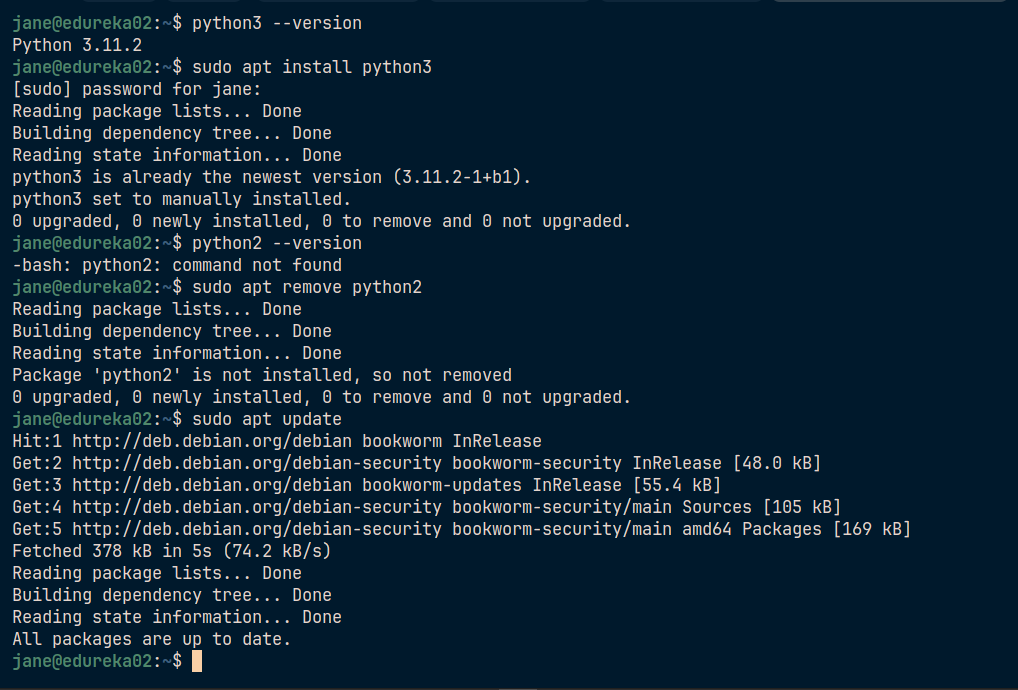 jane@edureka02:~$ python3 --version
Python 3.11.2
jane@edureka02:~$ sudo apt install python3
[sudo] password for jane:
Reading package lists... Done
Building dependency tree... Done
Reading state information... Done
python3 is already the newest version (3.11.2-1+b1).
python3 set to manually installed.
0 upgraded, 0 newly installed, 0 to remove and 0 not upgraded.
jane@edureka02:~$ python2 --version
-bash: python2: command not found
jane@edureka02:~$ sudo apt remove python2
Reading package lists... Done
Building dependency tree... Done
Reading state information... Done
Package 'python2' is not installed, so not removed
0 upgraded, 0 newly installed, 0 to remove and 0 not upgraded.
jane@edureka02:~$ sudo apt update
Hit:1 http://deb.debian.org/debian bookworm InRelease
Get:2 http://deb.debian.org/debian-security bookworm-security InRelease [48.0 kB]
Get:3 http://deb.debian.org/debian bookworm-updates InRelease [55.4 kB]
Get:4 http://deb.debian.org/debian-security bookworm-security/main Sources [105 kB]
Get:5 http://deb.debian.org/debian-security bookworm-security/main amd64 Packages [169 kB]
Fetched 378 kB in 5s (74.2 kB/s)
Reading package lists... Done
Building dependency tree... Done
Reading state information... Done
All packages are up to date.
jane@edureka02:~$